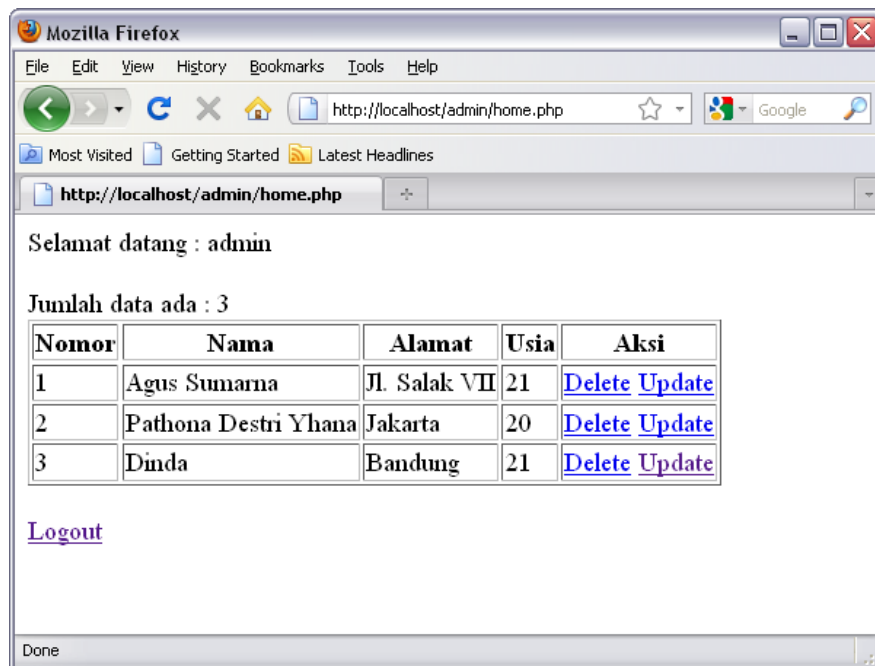 Mozilla Firefox
File Edit View History Bookmarks Tools Help
http://localhost/admin/home.php Google
Most Visited Getting Started Latest Headlines
http://localhost/admin/home.php
Selamat datang : admin
Jumlah data ada : 3
Nomor Nama Alamat Usia Aksi
1 Agus Sumarna Jl. Salak VII 21 Delete Update
2 Pathona Destri Yhana Jakarta 20 Delete Update
3 Dinda Bandung 21 Delete Update
Logout
Done